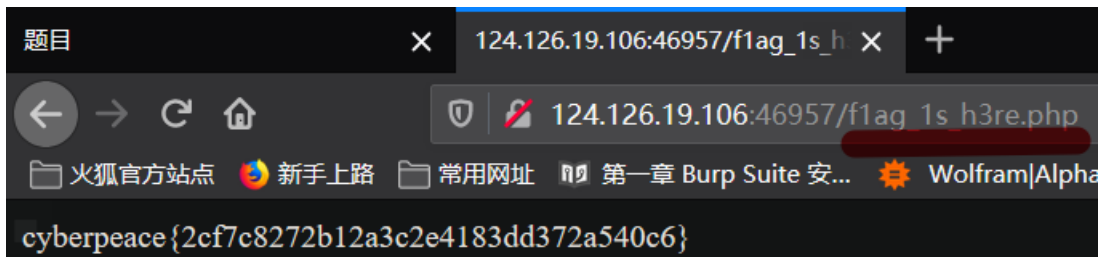 题目
124.126.19.106:46957/f1ag_1s_h
124.126.19.106:46957/f1ag_1s_h3re.php
火狐官方站点 新手上路 常用网址 第一章 Burp Suite 安... Wolfram|Alpha
cyberpeace{2cf7c8272b12a3c2e4183dd372a540c6}